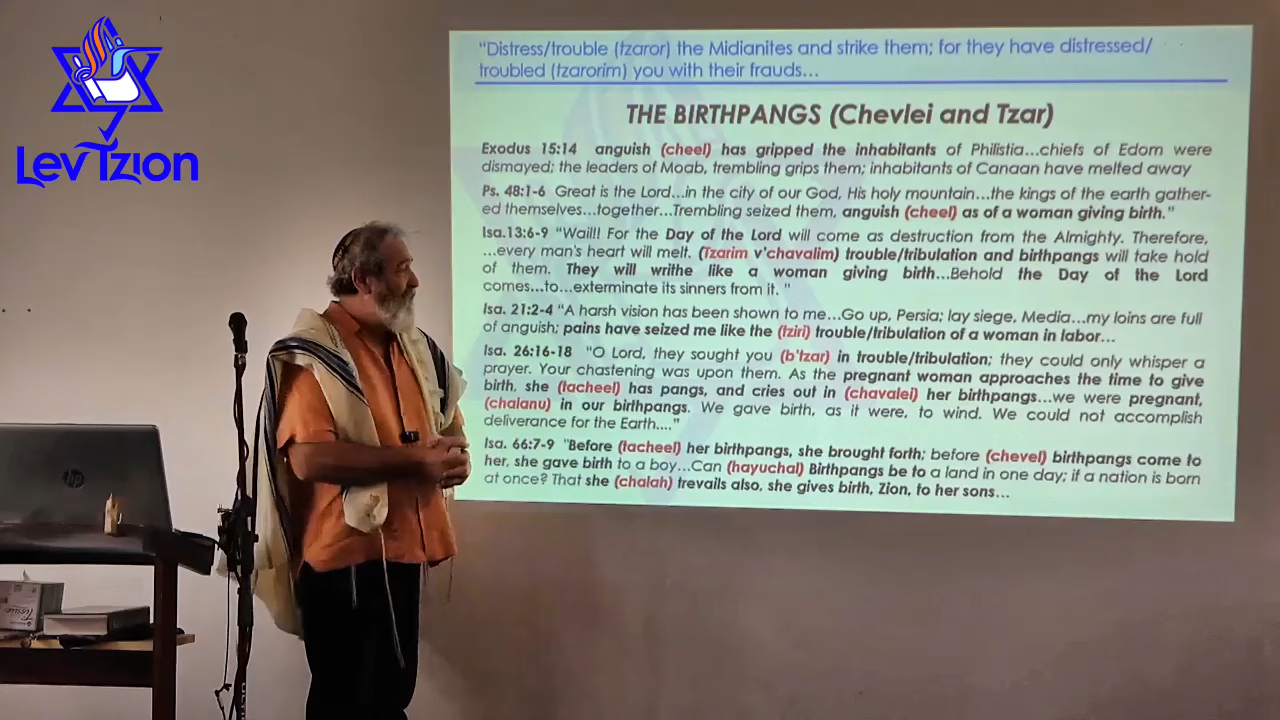 Lev Tzion
"Distress/trouble (tzaror) the Midianites and strike them; for they have distressed/
troubled (tzarorim) you with their frauds...
THE BIRTHPANGS (Chevlei and Tzar)
Exodus 15:14 anguish (cheel) has gripped the inhabitants of Philistia...chiefs of Edom were
dismayed; the leaders of Moab, trembling grips them; inhabitants of Canaan have melted away
Ps. 48:1-6 Great is the Lord...in the city of our God, His holy mountain...the kings of the earth gather-
ed themselves...together...Trembling seized them, anguish (cheel) as of a woman giving birth."
Isa.13:6-9 "Wail!! For the Day of the Lord will come as destruction from the Almighty. Therefore,
...every man's heart will melt. (Tzarim v'chavalim) trouble/tribulation and birthpangs will take hold
of them. They will writhe like a woman giving birth...Behold the Day of the Lord
comes...to...exterminate its sinners from it. "
Isa. 21:2-4 "A harsh vision has been shown to me...Go up, Persia; lay siege, Media...my loins are full
of anguish; pains have seized me like the (tziri) trouble/tribulation of a woman in labor...
Isa. 26:16-18 "O Lord, they sought you (b'tzar) in trouble/tribulation; they could only whisper a
prayer. Your chastening was upon them. As the pregnant woman approaches the time to give
birth, she (tacheel) has pangs, and cries out in (chavalei) her birthpangs...we were pregnant,
(chalanu) in our birthpangs. We gave birth, as it were, to wind. We could not accomplish
deliverance for the Earth...."
Isa. 66:7-9 "Before (tacheel) her birthpangs, she brought forth; before (chevel) birthpangs come to
her, she gave birth to a boy...Can (hayuchal) Birthpangs be to a land in one day; if a nation is born
at once? That she (chalah) trevails also, she gives birth, Zion, to her sons...
hp
Tissue